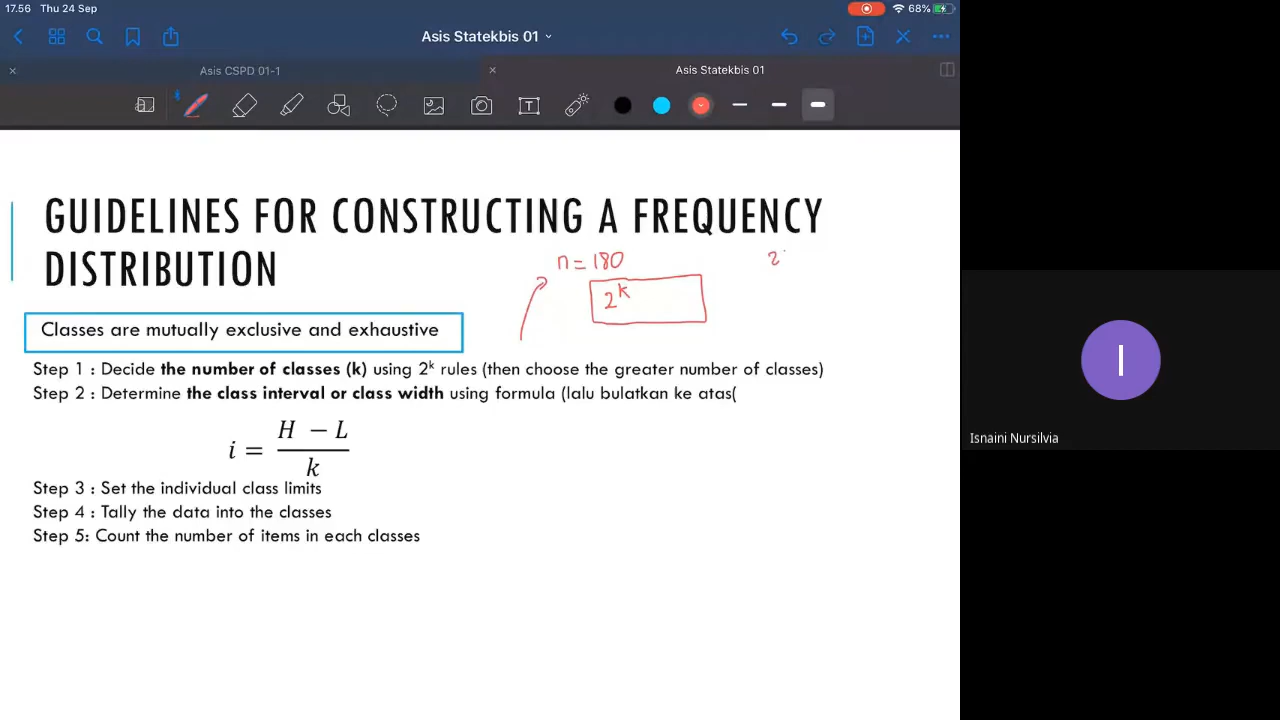 17.56 Thu 24 Sep
68%
Asis Statekbis 01
Asis CSPD 01-1
Asis Statekbis 01
T
GUIDELINES FOR CONSTRUCTING A FREQUENCY
DISTRIBUTION
n = 180
2
2^k
Classes are mutually exclusive and exhaustive
Step 1 : Decide the number of classes (k) using 2^k rules (then choose the greater number of classes)
Step 2 : Determine the class interval or class width using formula (lalu bulatkan ke atas(
i = H − L / k
Step 3 : Set the individual class limits
Step 4 : Tally the data into the classes
Step 5: Count the number of items in each classes
I
Isnaini Nursilvia